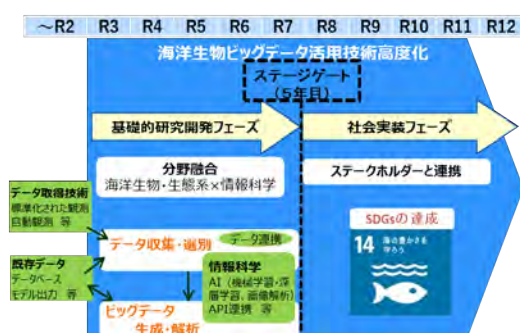 ～R2 R3 R4 R5 R6 R7 R8 R9 R10 R11 R12
海洋生物ビッグデータ活用技術高度化
ステージゲート
（５年目）
基礎的研究開発フェーズ
社会実装フェーズ
分野融合
海洋生物・生態系×情報科学
ステークホルダーと連携
データ取得技術
標準化された観測
自動観測 等
データ収集・選別
データ連携
既存データ
データベース
モデル出力 等
情報科学
AI（機械学習・深
層学習、画像解析）
API連携 等
ビッグデータ
生成・解析
SDGsの達成
14 海の豊かさを
守ろう